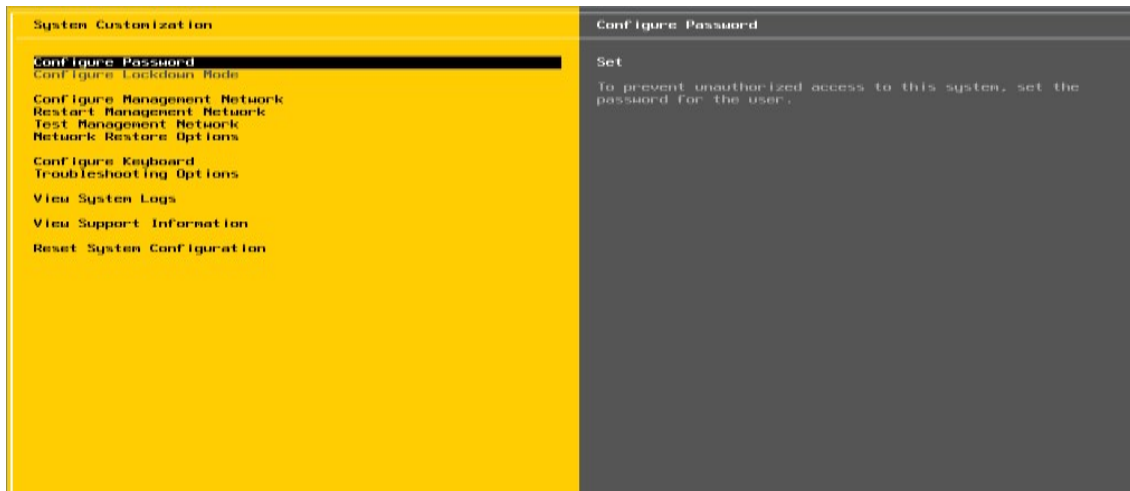 System Customization
Configure Password
Configure Lockdown Mode
Configure Management Network
Restart Management Network
Test Management Network
Network Restore Options
Configure Keyboard
Troubleshooting Options
View System Logs
View Support Information
Reset System Configuration
Configure Password
Set
To prevent unauthorized access to this system, set the
password for the user.